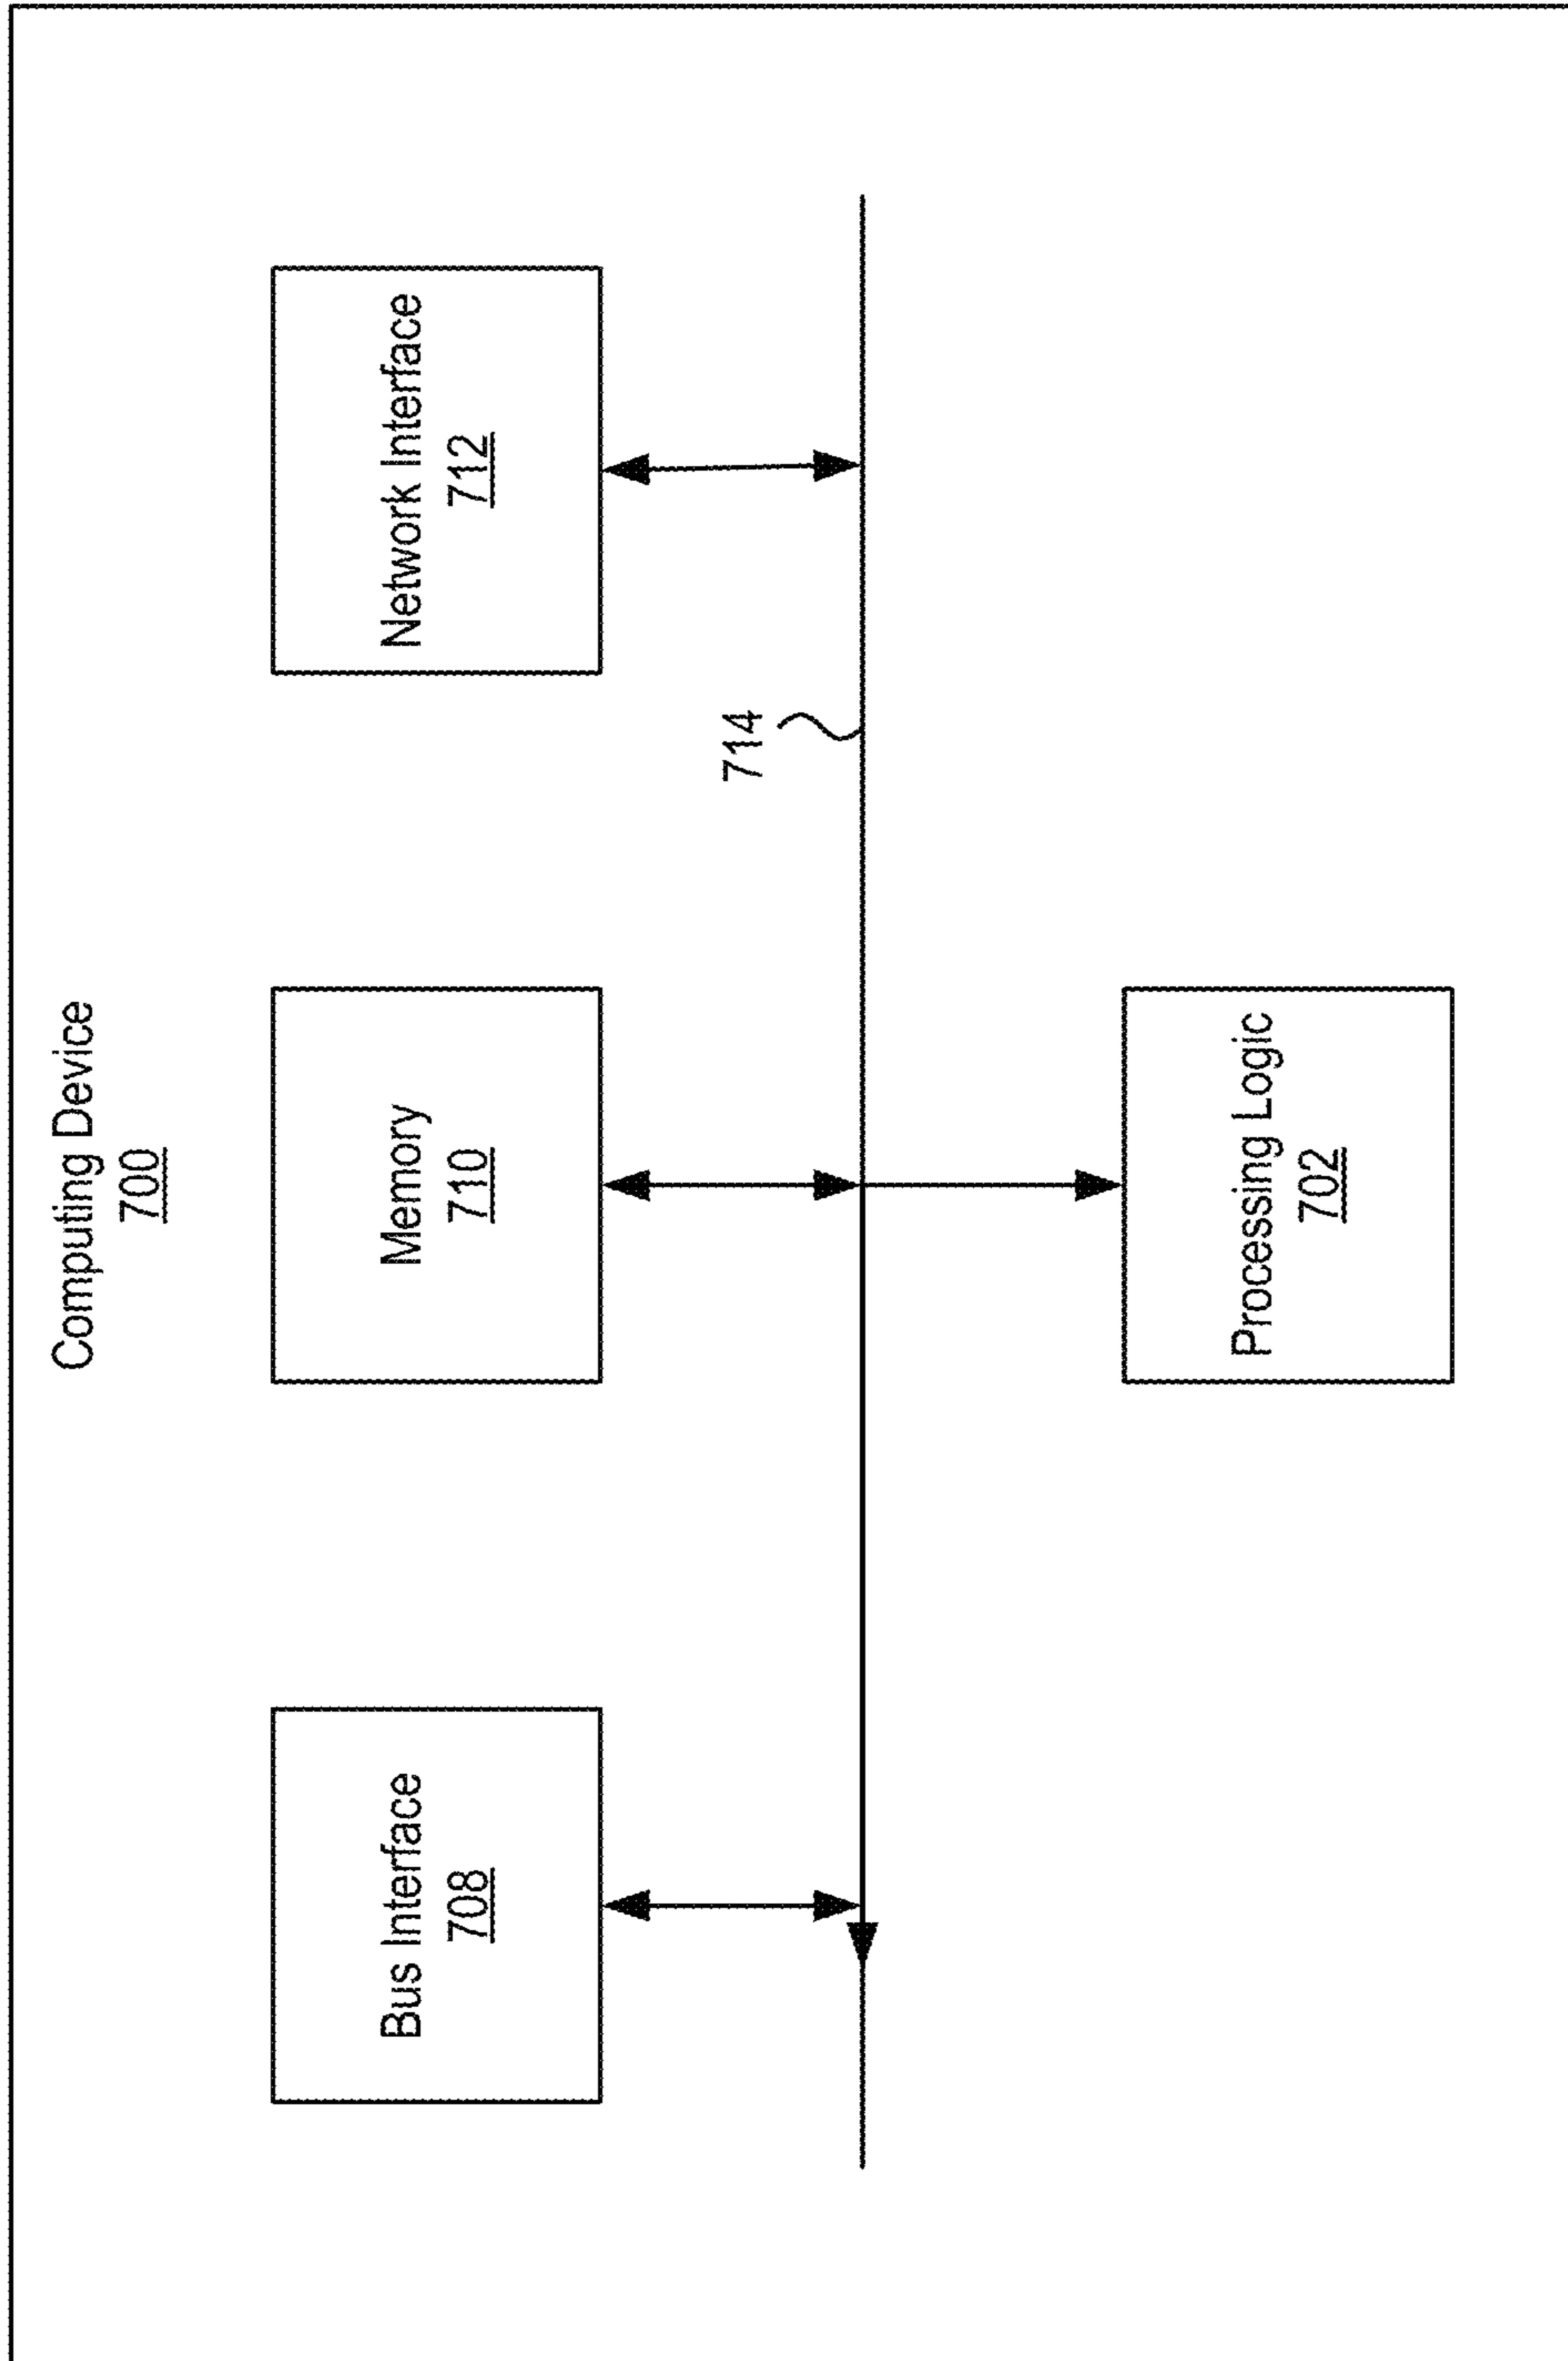 Computing Device
700
Bus Interface
708
Memory
710
Network Interface
712
714
Processing Logic
702